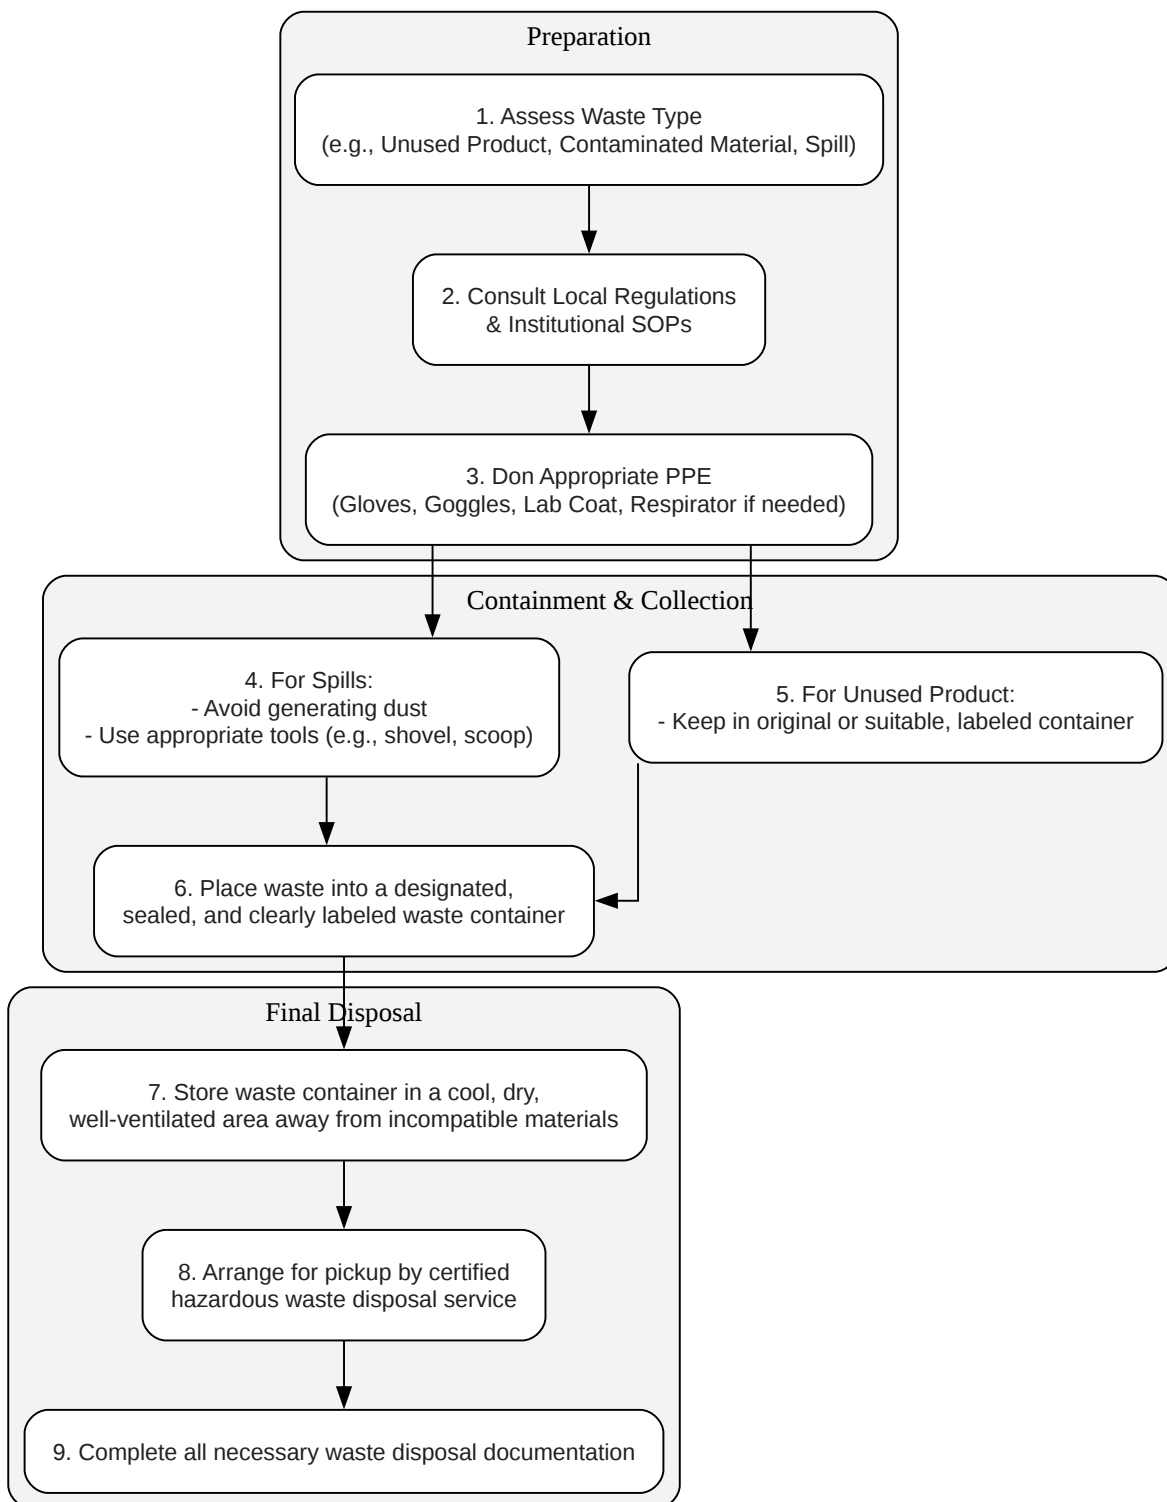 Preparation
1. Assess Waste Type
(e.g., Unused Product, Contaminated Material, Spill)
2. Consult Local Regulations
& Institutional SOPs
3. Don Appropriate PPE
(Gloves, Goggles, Lab Coat, Respirator if needed)
Containment & Collection
4. For Spills:
- Avoid generating dust
- Use appropriate tools (e.g., shovel, scoop)
5. For Unused Product:
- Keep in original or suitable, labeled container
6. Place waste into a designated,
sealed, and clearly labeled waste container
Final Disposal
7. Store waste container in a cool, dry,
well-ventilated area away from incompatible materials
8. Arrange for pickup by certified
hazardous waste disposal service
9. Complete all necessary waste disposal documentation